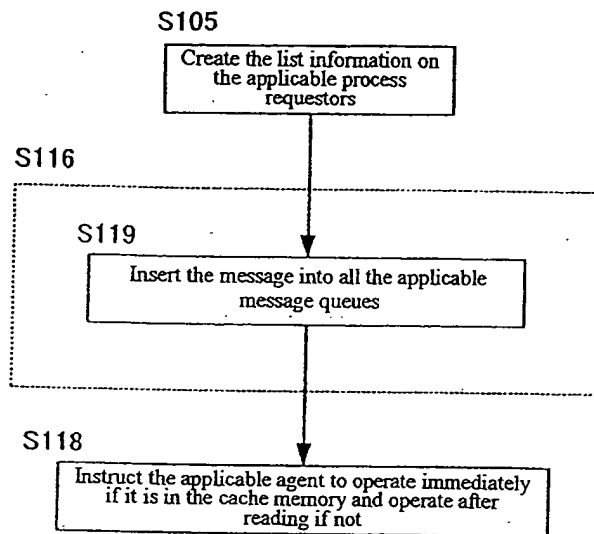 S105
Create the list information on
the applicable process
requestors
S116
S119
Insert the message into all the applicable
message queues
S118
Instruct the applicable agent to operate immediately
if it is in the cache memory and operate after
reading if not